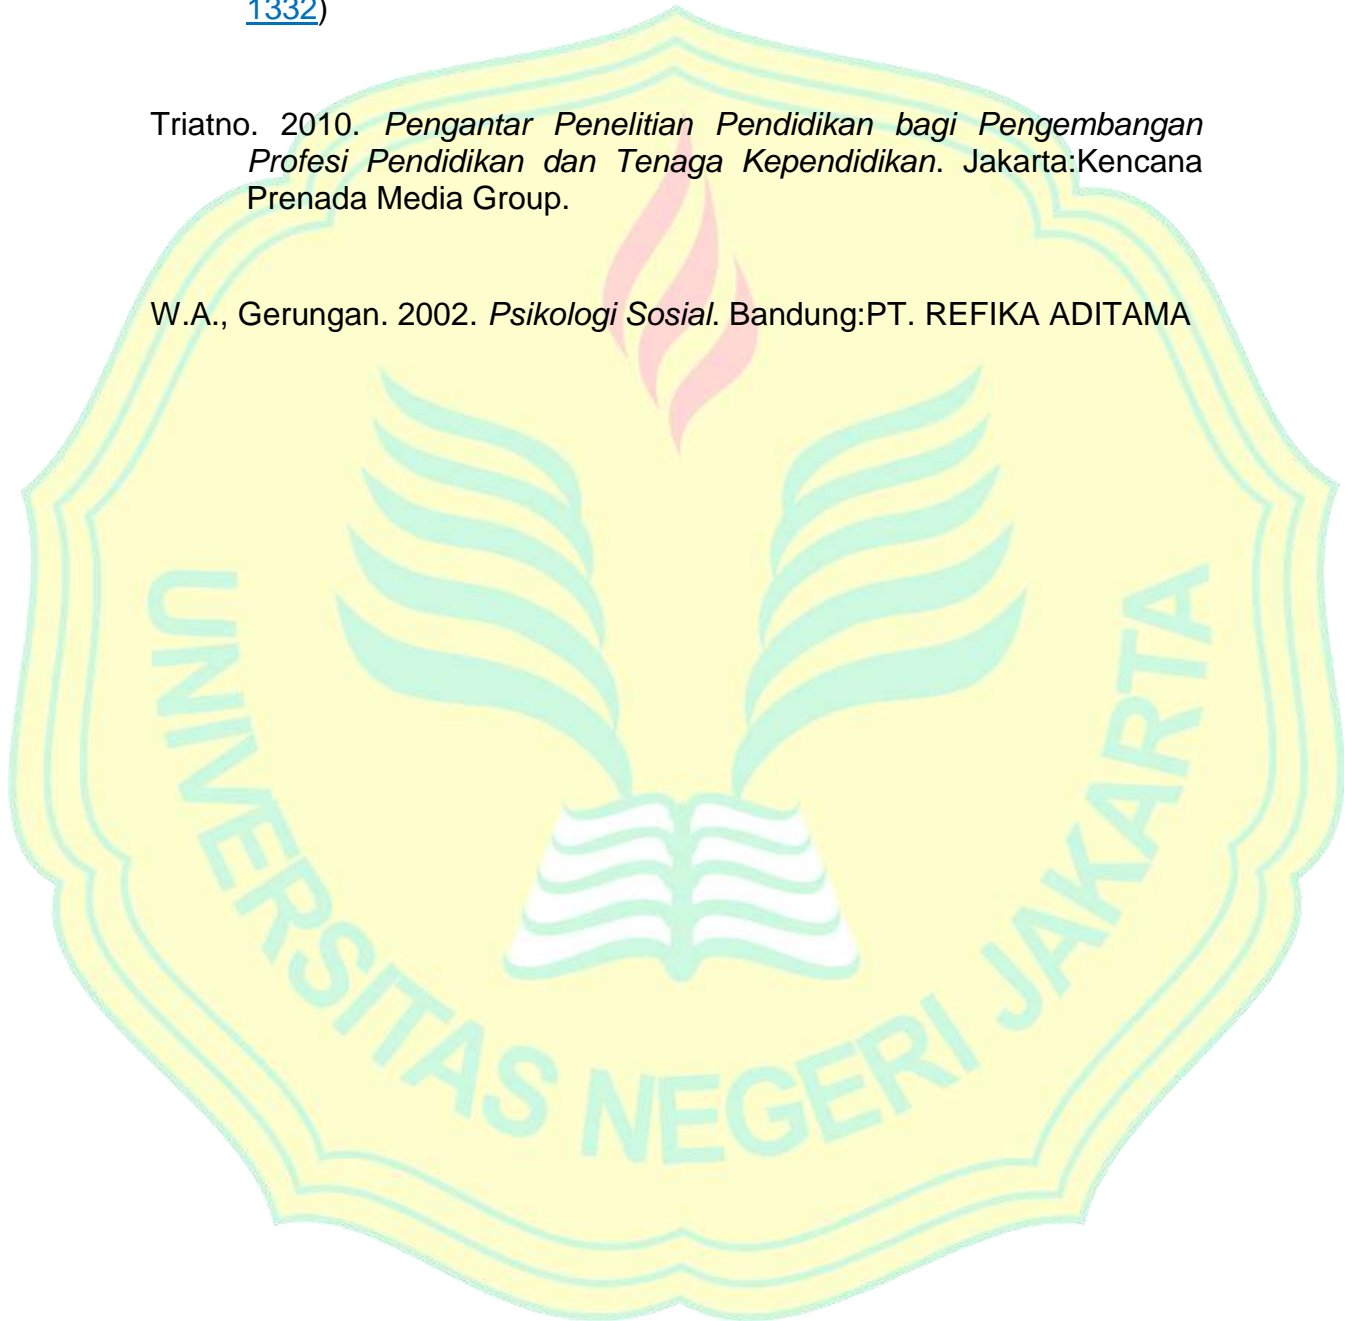 1332)
Triatno. 2010. Pengantar Penelitian Pendidikan bagi Pengembangan
Profesi Pendidikan dan Tenaga Kependidikan. Jakarta:Kencana
Prenada Media Group.
W.A., Gerungan. 2002. Psikologi Sosial. Bandung:PT. REFIKA ADITAMA
UNIVERSITAS NEGERI JAKARTA